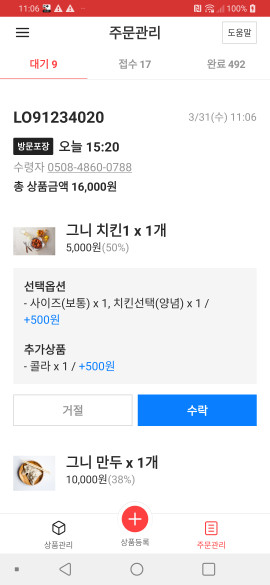 11:06
100%
주문관리
도움말
대기 9
접수 17
완료 492
LO91234020
3/31(수) 11:06
방문포장 오늘 15:20
수령자 0508-4860-0788
총 상품금액 16,000원
그니 치킨1 x 1개
5,000원(50%)
선택옵션
- 사이즈(보통) x 1, 치킨선택(양념) x 1 /
+500원
추가상품
- 콜라 x 1 / +500원
거절
수락
그니 만두 x 1개
10,000원(38%)
상품관리
상품등록
주문관리